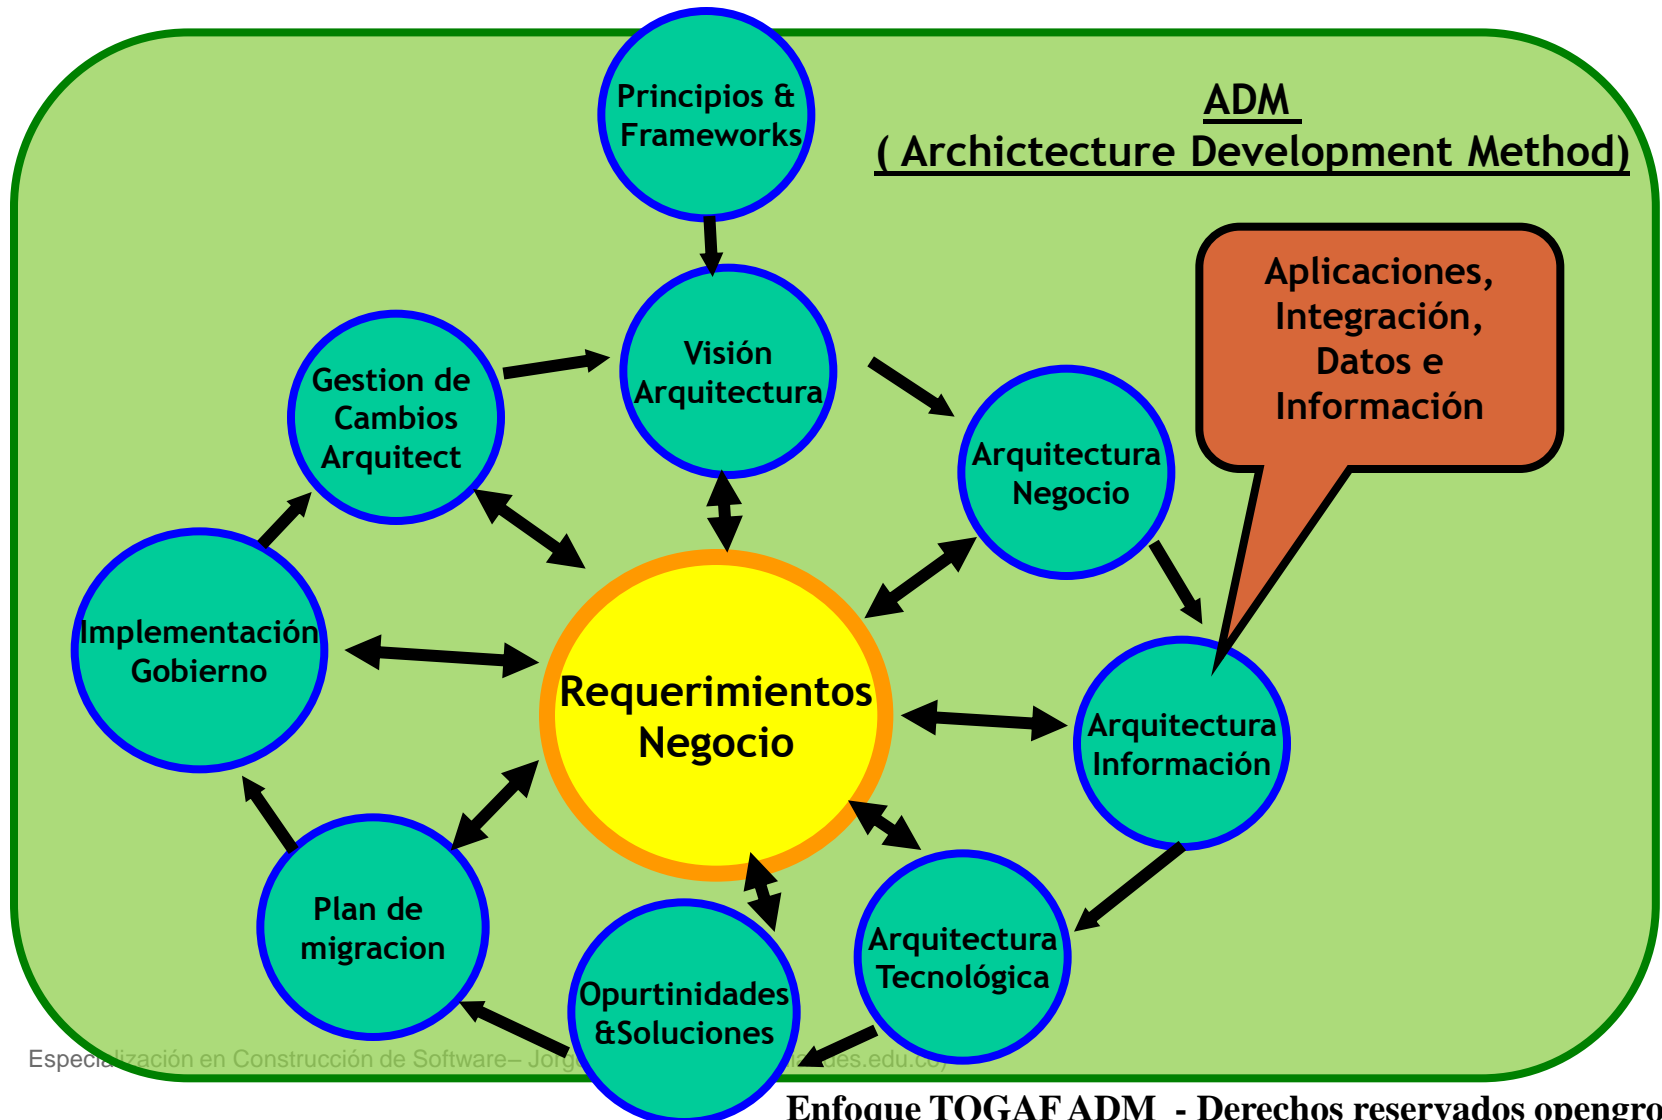 Principios &
Frameworks
ADM
( Archictecture Development Method)
Aplicaciones,
Integración,
Datos e
Información
Visión
Arquitectura
Gestion de
Cambios
Arquitect
Arquitectura
Negocio
Implementación
Gobierno
Requerimientos
Negocio
Arquitectura
Información
Plan de
migracion
Arquitectura
Tecnológica
Opurtinidades
&Soluciones
Especialización en Construcción de Software– Jorg
Enfoque TOGAF ADM - Derechos reservados opengro